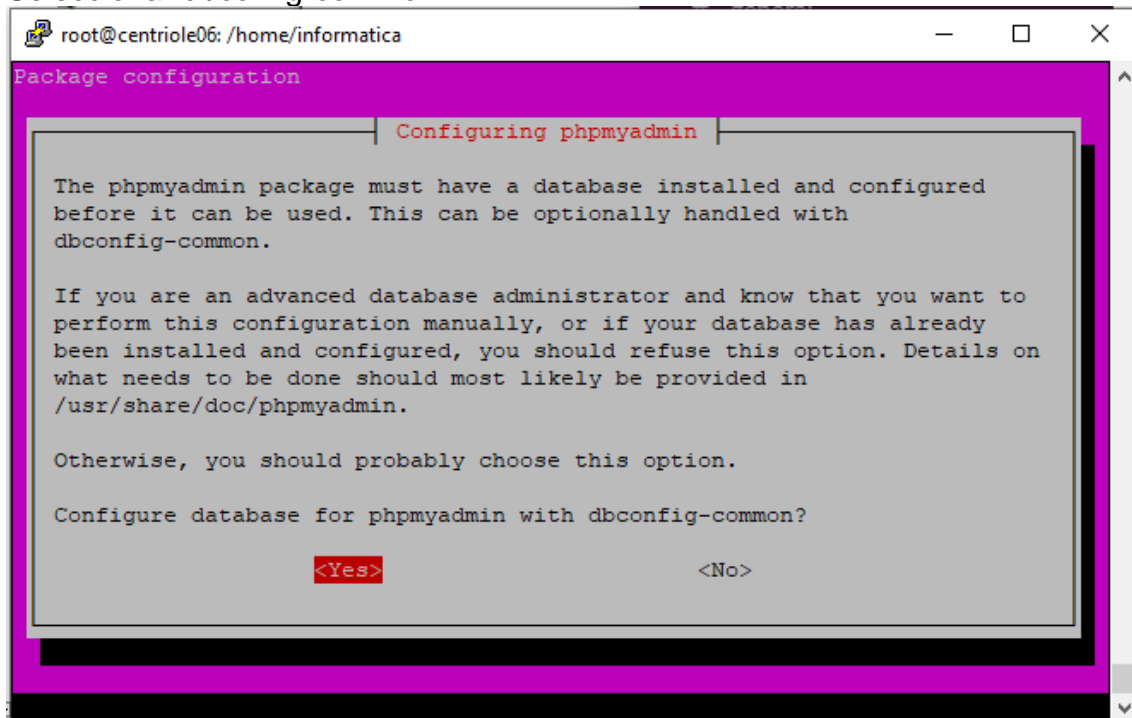 root@centriole06: /home/informatica
Package configuration
Configuring phpmyadmin
The phpmyadmin package must have a database installed and configured
before it can be used. This can be optionally handled with
dbconfig-common.
If you are an advanced database administrator and know that you want to
perform this configuration manually, or if your database has already
been installed and configured, you should refuse this option. Details on
what needs to be done should most likely be provided in
/usr/share/doc/phpmyadmin.
Otherwise, you should probably choose this option.
Configure database for phpmyadmin with dbconfig-common?
<Yes> <No>